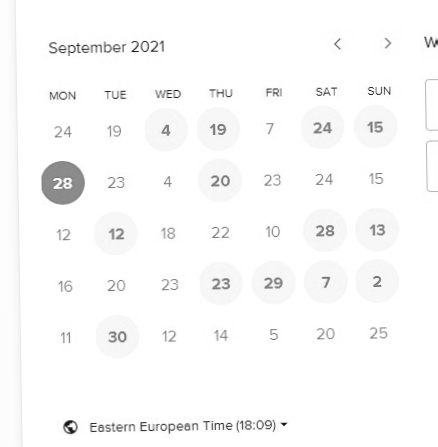 September 2021
MON TUE WED THU FRI SAT SUN
24 19 4 19 7 24 15
28 23 4 20 23 24 15
12 12 18 22 10 28 13
16 20 23 23 29 7 2
11 30 12 14 5 20 25
Eastern European Time (18:09)